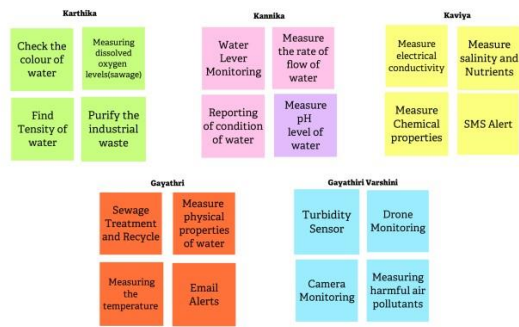 Karthika
Check the
colour of
water
Measuring
dissolved
oxygen
levels(sawage)
Find
Tensity of
water
Purify the
industrial
waste
Kannika
Water
Lever
Monitoring
Measure
the rate of
flow of
water
Reporting
of condition
of water
Measure
pH
level of
water
Kaviya
Measure
electrical
conductivity
Measure
salinity and
Nutrients
Measure
Chemical
properties
SMS Alert
Gayathri
Sewage
Treatment
and Recycle
Measure
physical
properties
of water
Measuring
the
temperature
Email
Alerts
Gayathiri Varshini
Turbidity
Sensor
Drone
Monitoring
Camera
Monitoring
Measuring
harmful air
pollutants